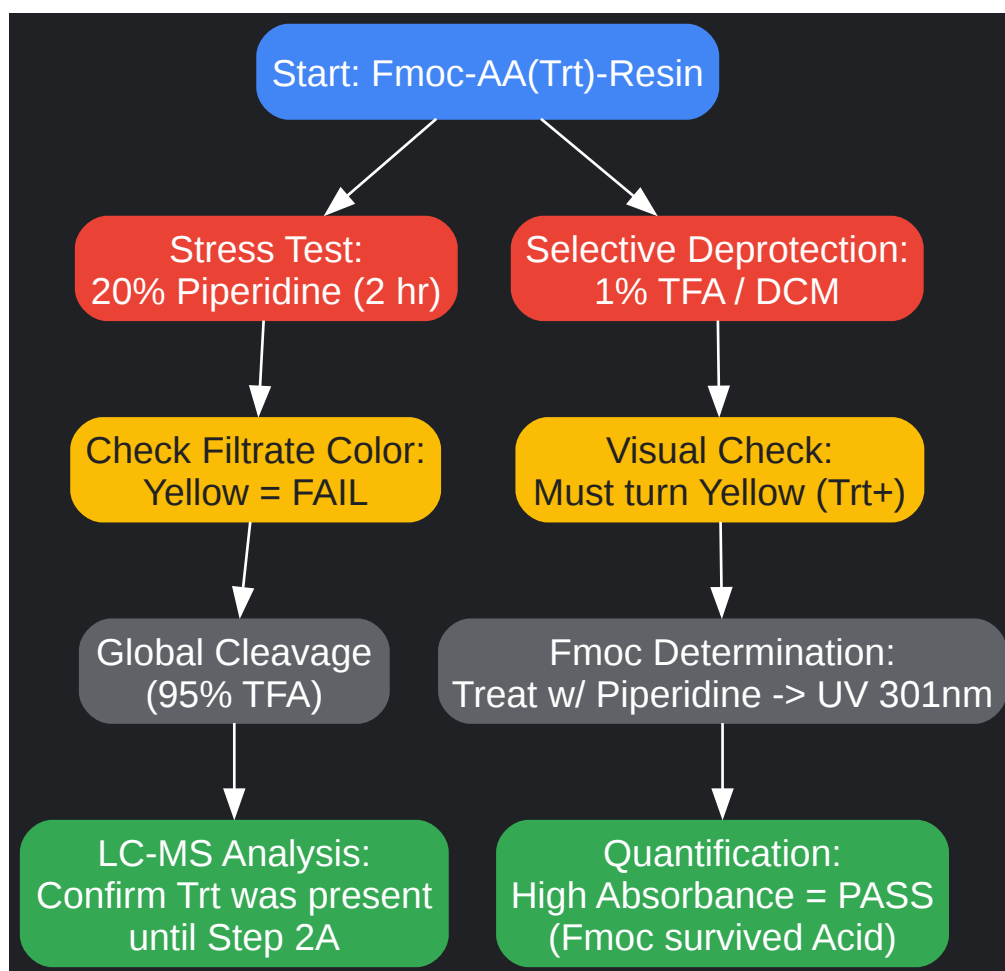 Start: Fmoc-AA(Trt)-Resin
Stress Test:
20% Piperidine (2 hr)
Selective Deprotection:
1% TFA / DCM
Check Filtrate Color:
Yellow = FAIL
Visual Check:
Must turn Yellow (Trt+)
Global Cleavage
(95% TFA)
Fmoc Determination:
Treat w/ Piperidine -> UV 301nm
LC-MS Analysis:
Confirm Trt was present
until Step 2A
Quantification:
High Absorbance = PASS
(Fmoc survived Acid)